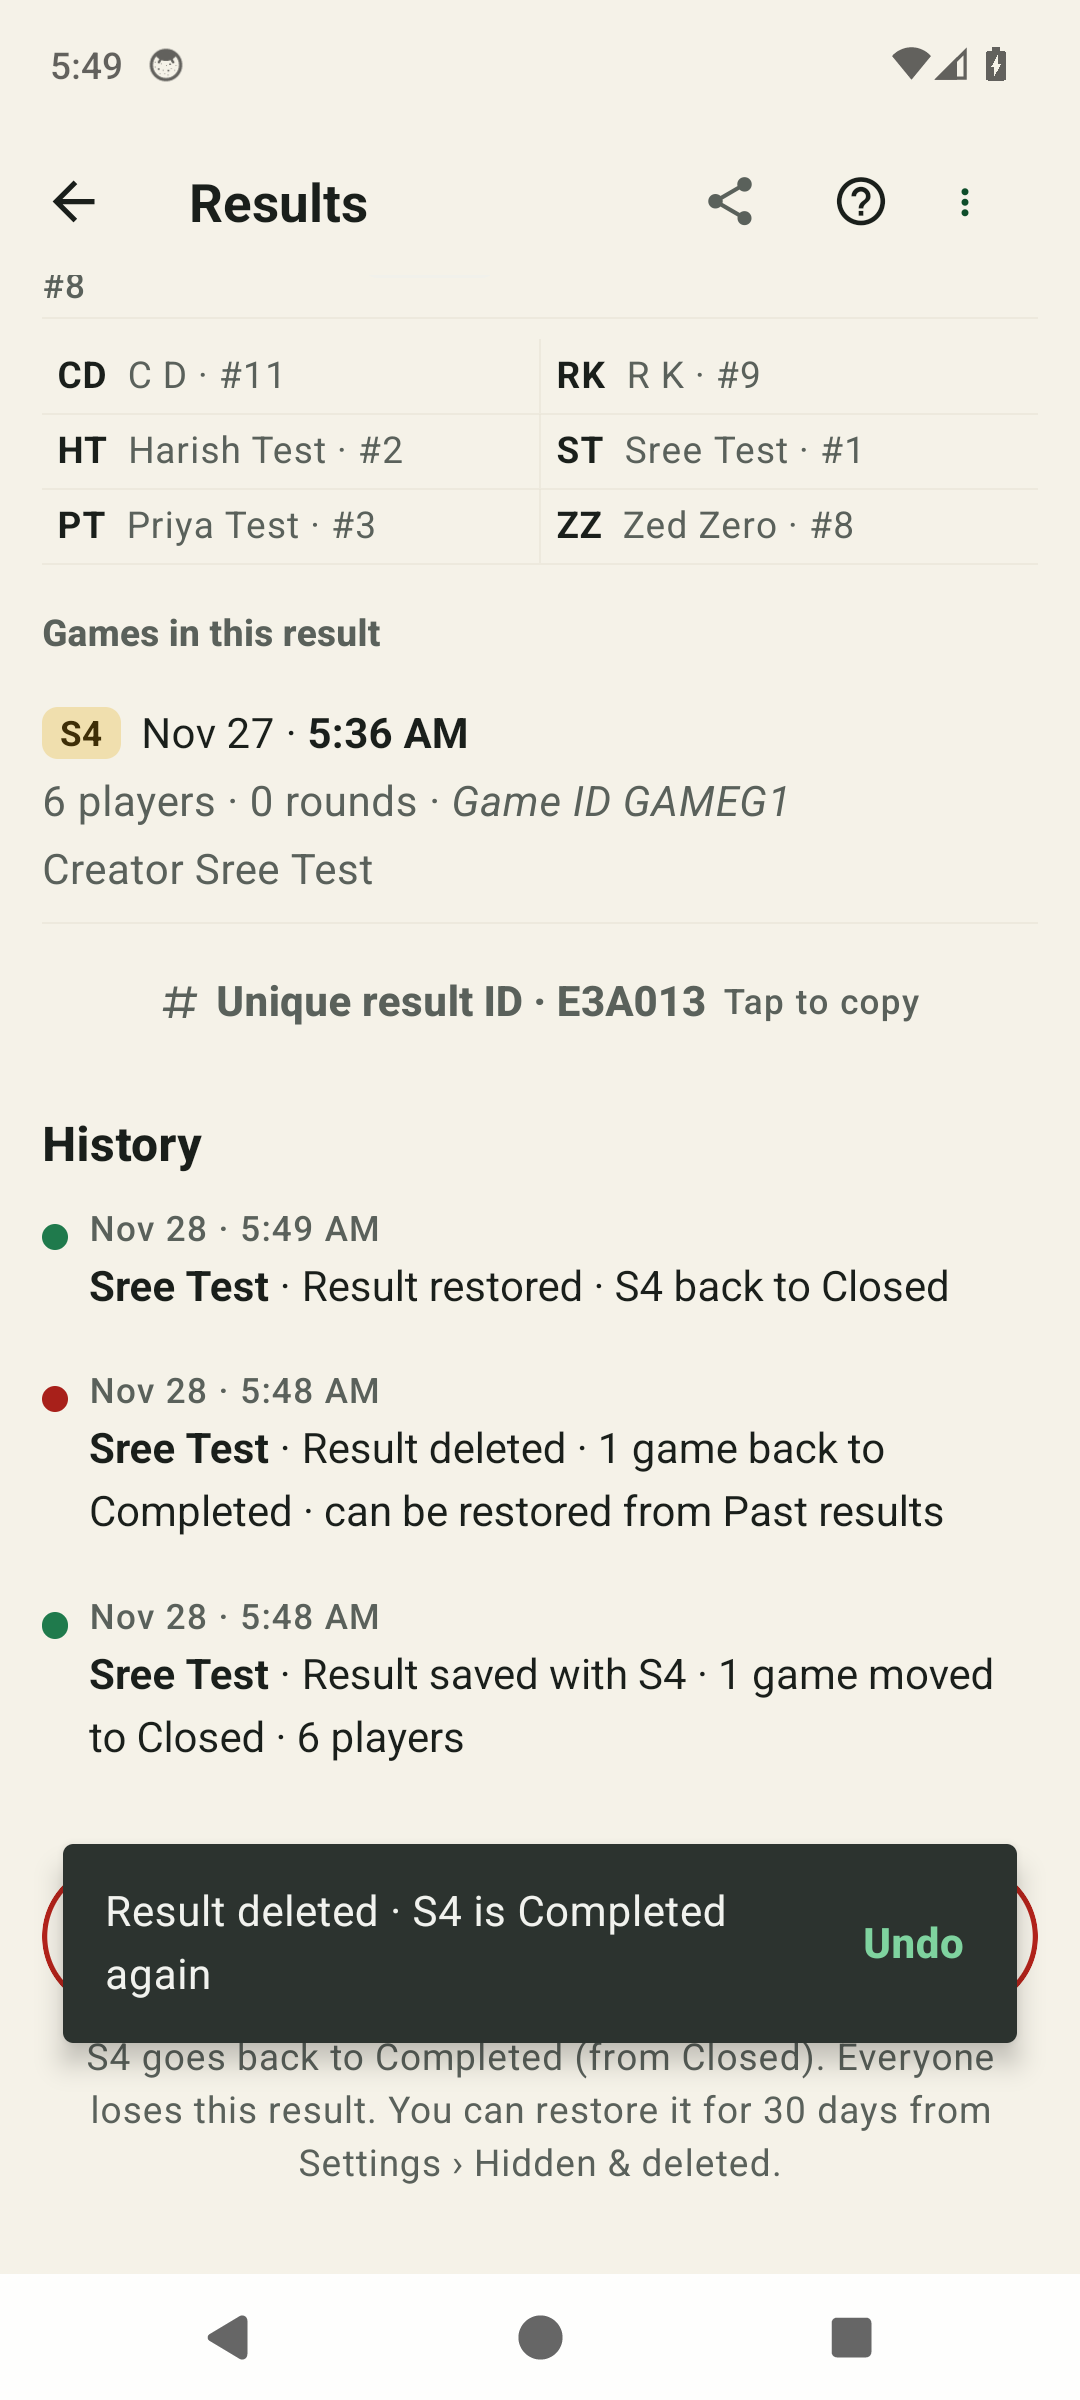 5:49
Results
#8
CD C D · #11
RK R K · #9
HT Harish Test · #2
ST Sree Test · #1
PT Priya Test · #3
ZZ Zed Zero · #8
Games in this result
S4 Nov 27 · 5:36 AM
6 players · 0 rounds · Game ID GAMEG1
Creator Sree Test
# Unique result ID · E3A013 Tap to copy
History
Nov 28 · 5:49 AM
Sree Test · Result restored · S4 back to Closed
Nov 28 · 5:48 AM
Sree Test · Result deleted · 1 game back to
Completed · can be restored from Past results
Nov 28 · 5:48 AM
Sree Test · Result saved with S4 · 1 game moved
to Closed · 6 players
Result deleted · S4 is Completed
again
Undo
S4 goes back to Completed (from Closed). Everyone
loses this result. You can restore it for 30 days from
Settings › Hidden & deleted.